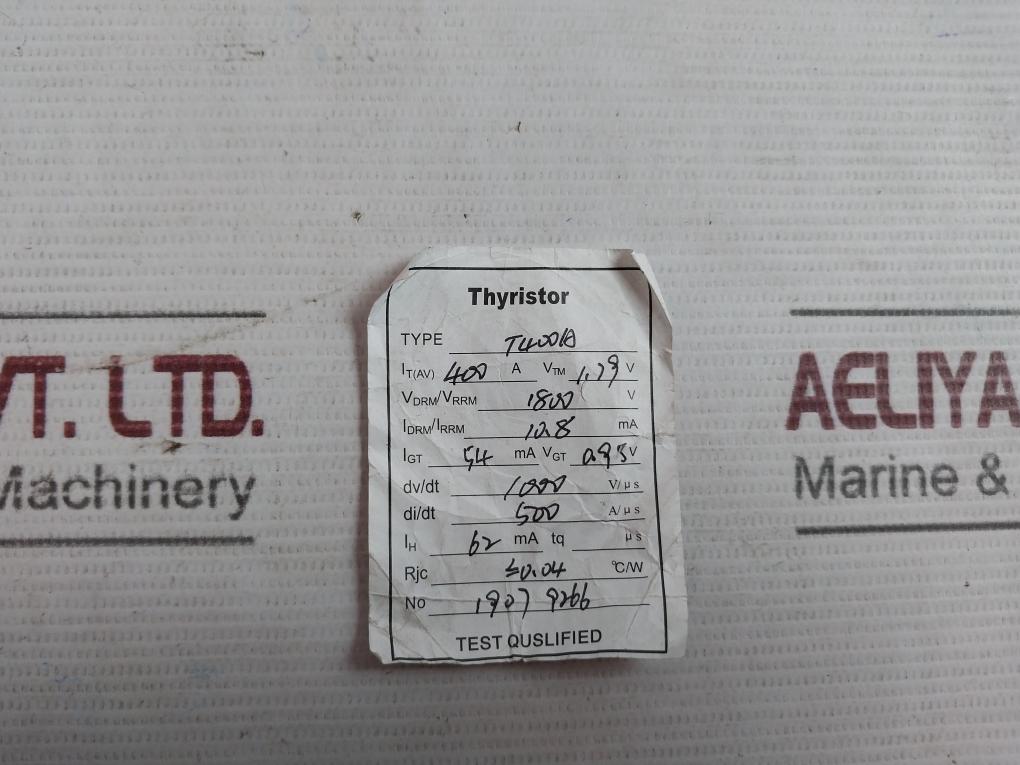 Thyristor
TYPE T400A
IT(AV) 400 A VTM 1.79 V
VDRM/VRRM 1800 V
IDRM/IRRM 10.8 mA
IGT 54 mA VGT 0.95 V
dv/dt 1000 V/μs
di/dt 500 A/μs
IH 62 mA tq μs
Rjc ≤0.04 °C/W
No 1907 9266
TEST QUSLIFIED
VT. LTD.
Machinery
AELIYA
Marine &